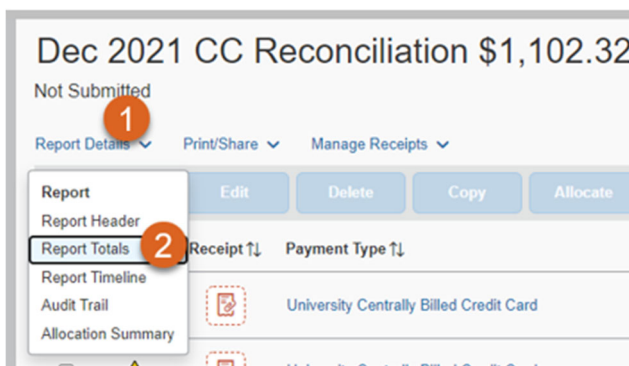 Dec 2021 CC Reconciliation $1,102.32
Not Submitted
1
Report Details Print/Share Manage Receipts
Report Edit Delete Copy Allocate
Report Header
Report Totals 2 Receipt Payment Type
Report Timeline
Audit Trail University Centrally Billed Credit Card
Allocation Summary